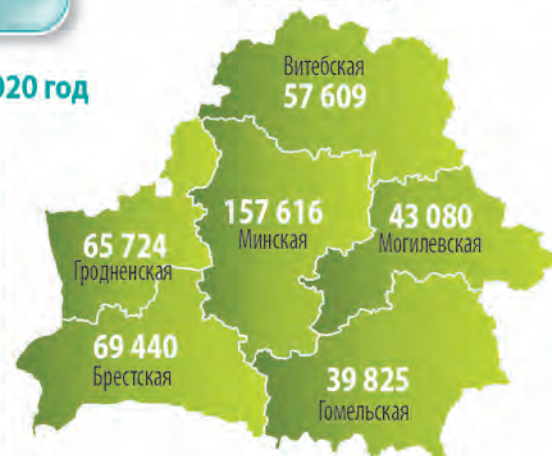 020 год
Витебская
57 609
157 616
Минская
43 080
Могилевская
65 724
Гродненская
69 440
Брестская
39 825
Гомельская